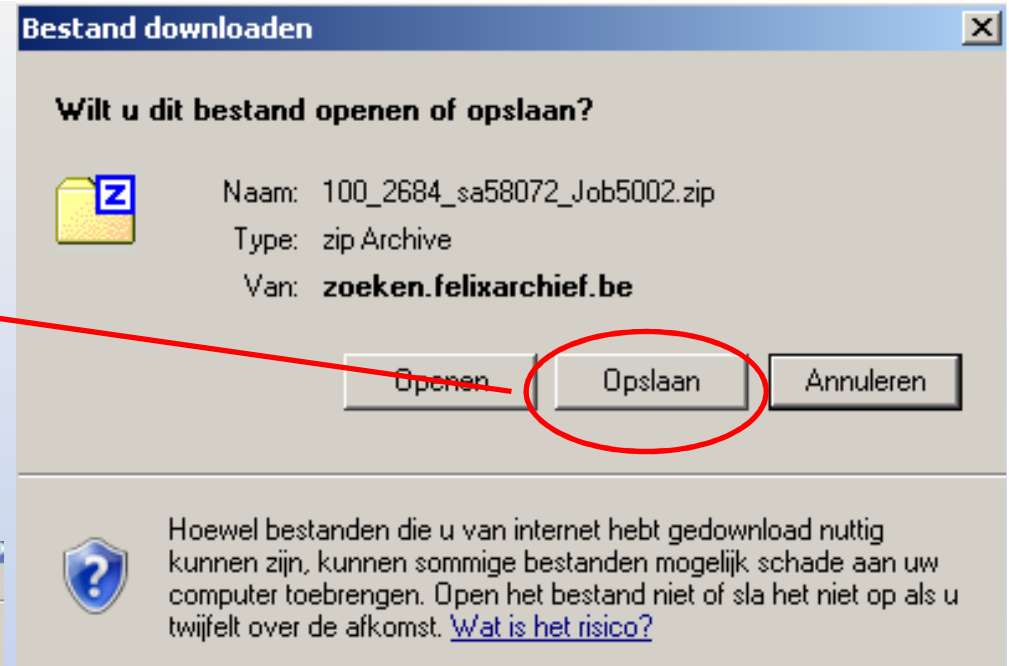 Bestand downloaden
Wilt u dit bestand openen of opslaan?
Naam: 100_2684_sa58072_Job5002.zip
Type: zip Archive
Van: zoeken.felixarchief.be
Openen Opslaan Annuleren
Hoewel bestanden die u van internet hebt gedownload nuttig
kunnen zijn, kunnen sommige bestanden mogelijk schade aan uw
computer toebrengen. Open het bestand niet of sla het niet op als u
twijfelt over de afkomst. Wat is het risico?